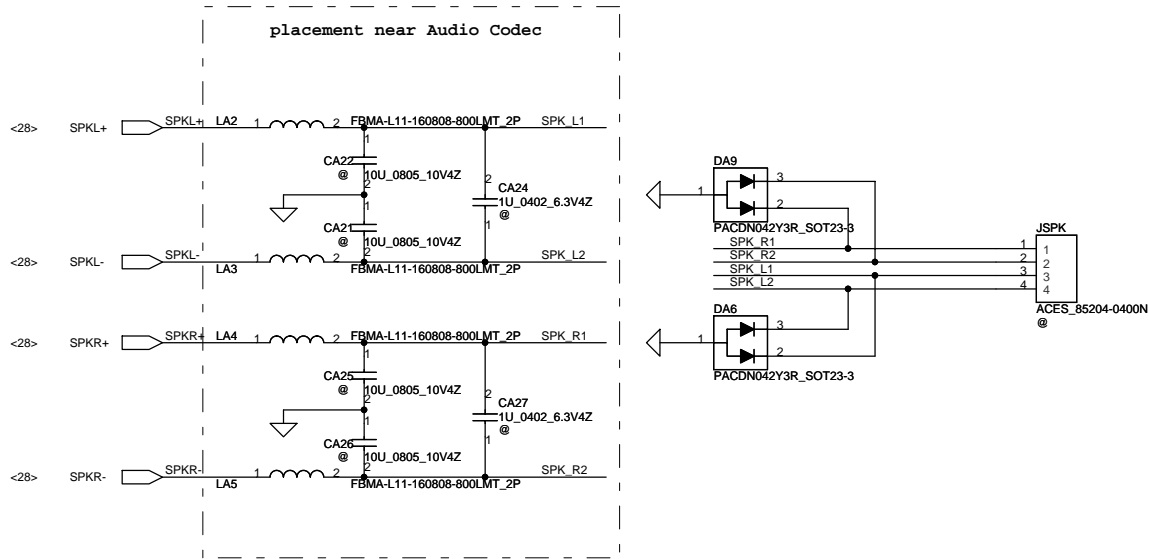 placement near Audio Codec
<28> SPKL+ SPKL+ LA2 1 2 FBMA-L11-160808-800LMT_2P SPK_L1
1
CA22
@ 10U_0805_10V4Z
2
2
CA24
1U_0402_6.3V4Z
@
1
1
CA21
@ 10U_0805_10V4Z
2
<28> SPKL- SPKL- LA3 1 2 FBMA-L11-160808-800LMT_2P SPK_L2
<28> SPKR+ SPKR+ LA4 1 2 FBMA-L11-160808-800LMT_2P SPK_R1
1
CA25
@ 10U_0805_10V4Z
2
2
CA27
1U_0402_6.3V4Z
@
1
1
CA26
@ 10U_0805_10V4Z
2
<28> SPKR- SPKR- LA5 1 2 FBMA-L11-160808-800LMT_2P SPK_R2
DA9
1
3
2
PACDN042Y3R_SOT23-3
SPK_R1 1 1
SPK_R2 2 2
SPK_L1 3 3
SPK_L2 4 4
JSPK
ACES_85204-0400N
@
DA6
1
3
2
PACDN042Y3R_SOT23-3